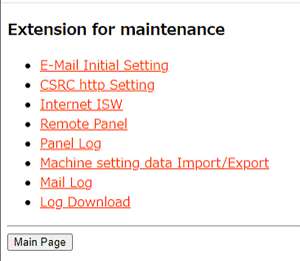 Extension for maintenance
E-Mail Initial Setting
CSRC http Setting
Internet ISW
Remote Panel
Panel Log
Machine setting data Import/Export
Mail Log
Log Download
Main Page